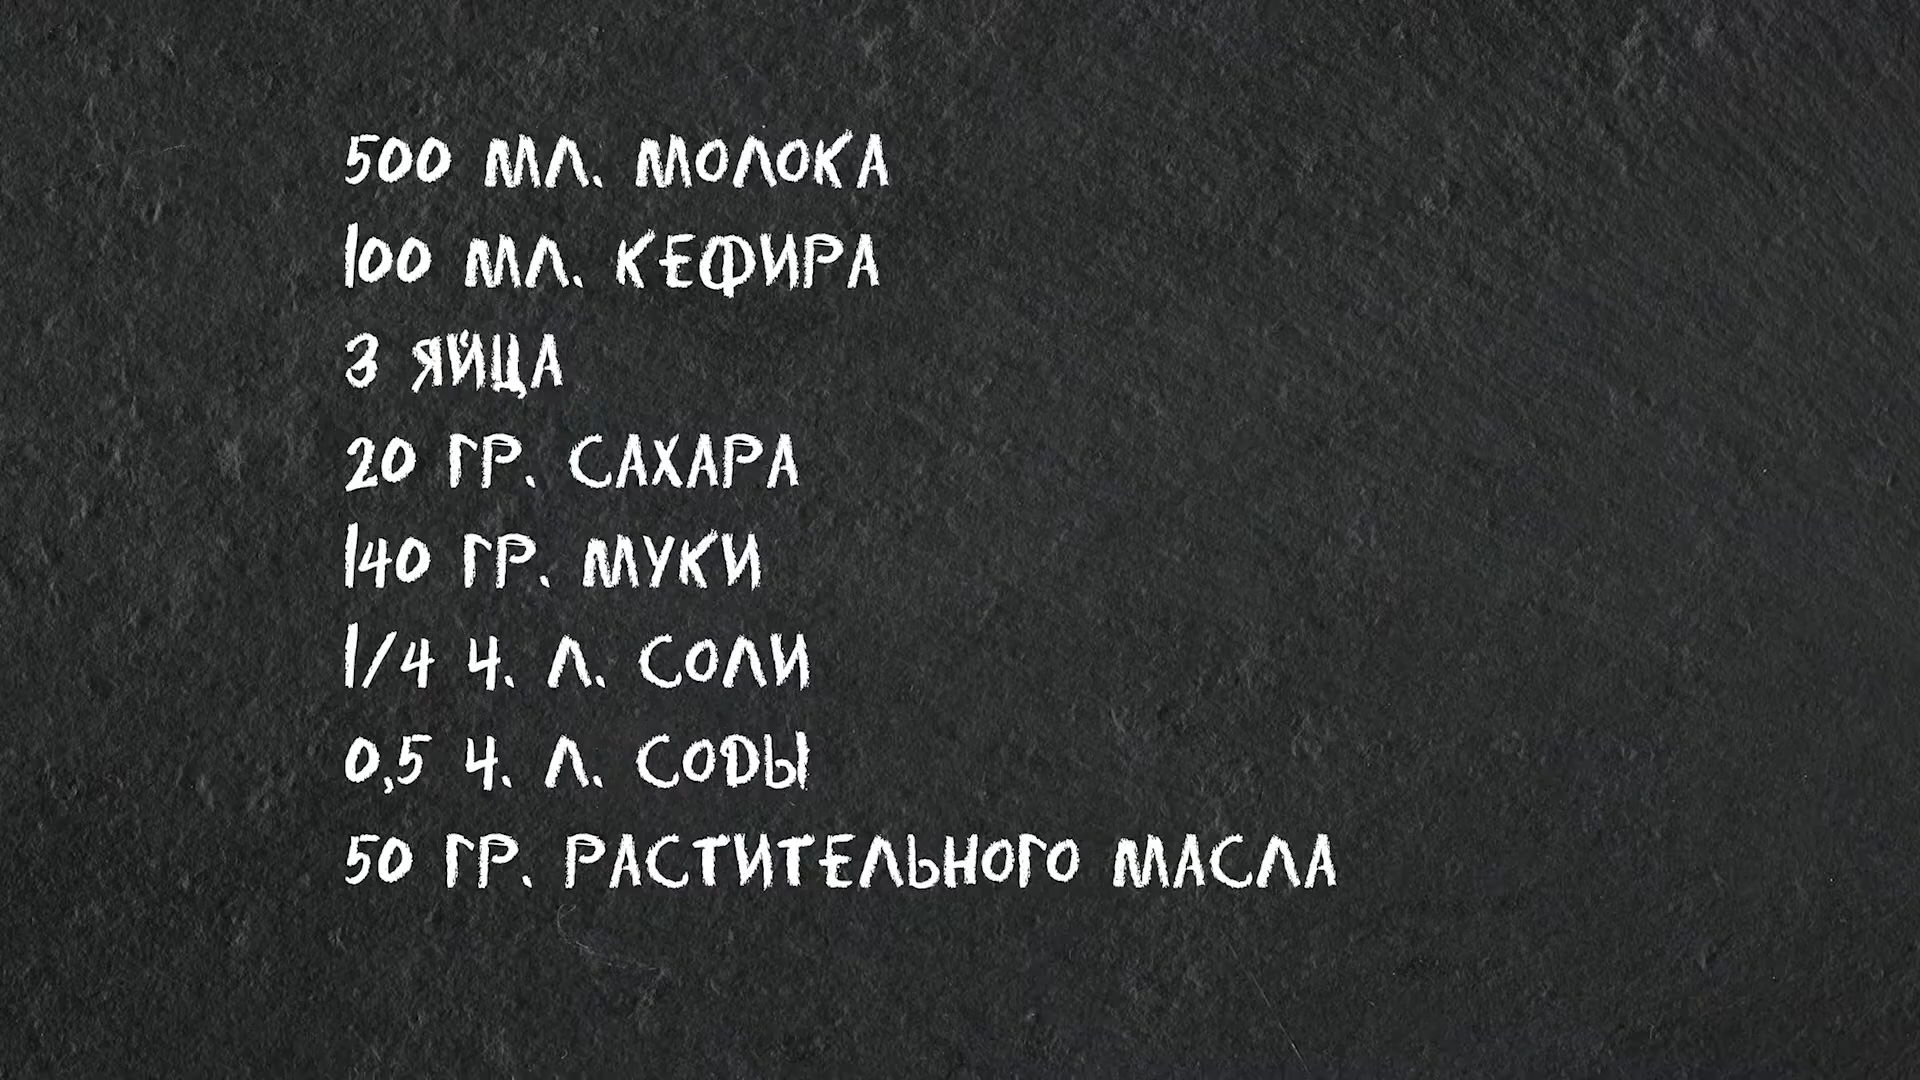 500 МЛ. МОЛОКА
100 МЛ. КЕФИРА
3 ЯЙЦА
20 ГР. САХАРА
140 ГР. МУКИ
1/4 Ч. Л. СОЛИ
0,5 Ч. Л. СОДЫ
50 ГР. РАСТИТЕЛЬНОГО МАСЛА